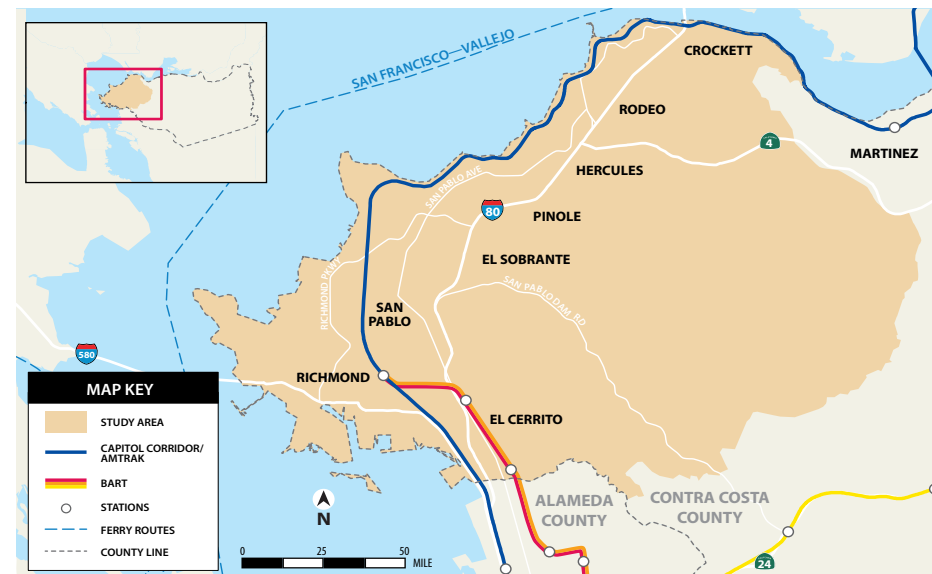 SAN FRANCISCO—VALLEJO
CROCKETT
RODEO
MARTINEZ
4
HERCULES
SAN PABLO AVE
80
PINOLE
EL SOBRANTE
RICHMOND PKWY
SAN PABLO DAM RD
SAN
PABLO
580
RICHMOND
EL CERRITO
MAP KEY
STUDY AREA
CAPITOL CORRIDOR/
AMTRAK
BART
STATIONS
FERRY ROUTES
COUNTY LINE
N
0 25 50
MILE
ALAMEDA
COUNTY
CONTRA COSTA
COUNTY
24